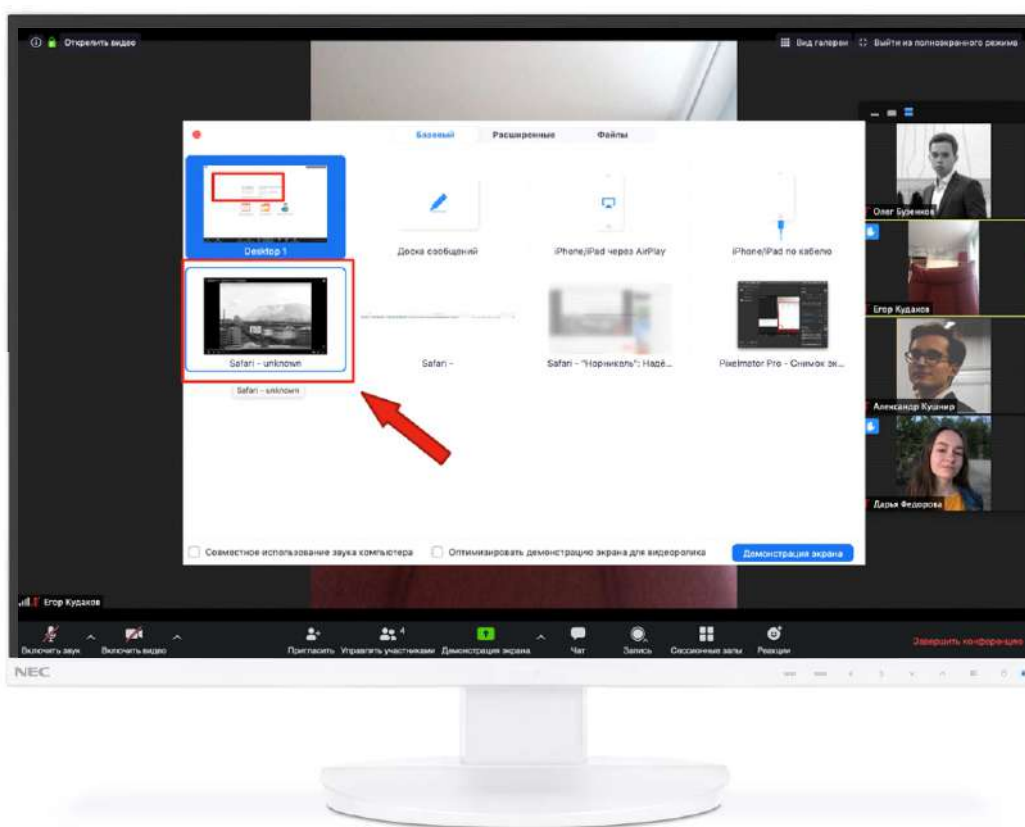 Открепить видео
Вид галереи
Выйти из полноэкранного режима
Базовый
Расширенные
Файлы
Desktop 1
Доска сообщений
iPhone/iPad через AirPlay
iPhone/iPad по кабелю
Safari - unknown
Safari -
Safari - "Норникель": Надё...
Pixelmator Pro - Снимок эк...
Safari - unknown
Олег Бузенков
Егор Кудаков
Александр Кушнир
Дарья Федорова
Совместное использование звука компьютера
Оптимизировать демонстрацию экрана для видеоролика
Демонстрация экрана
Егор Кудаков
4
Включить звук
Включить видео
Пригласить
Управлять участниками
Демонстрация экрана
Чат
Запись
Сессионные залы
Реакции
Завершить конференцию
NEC